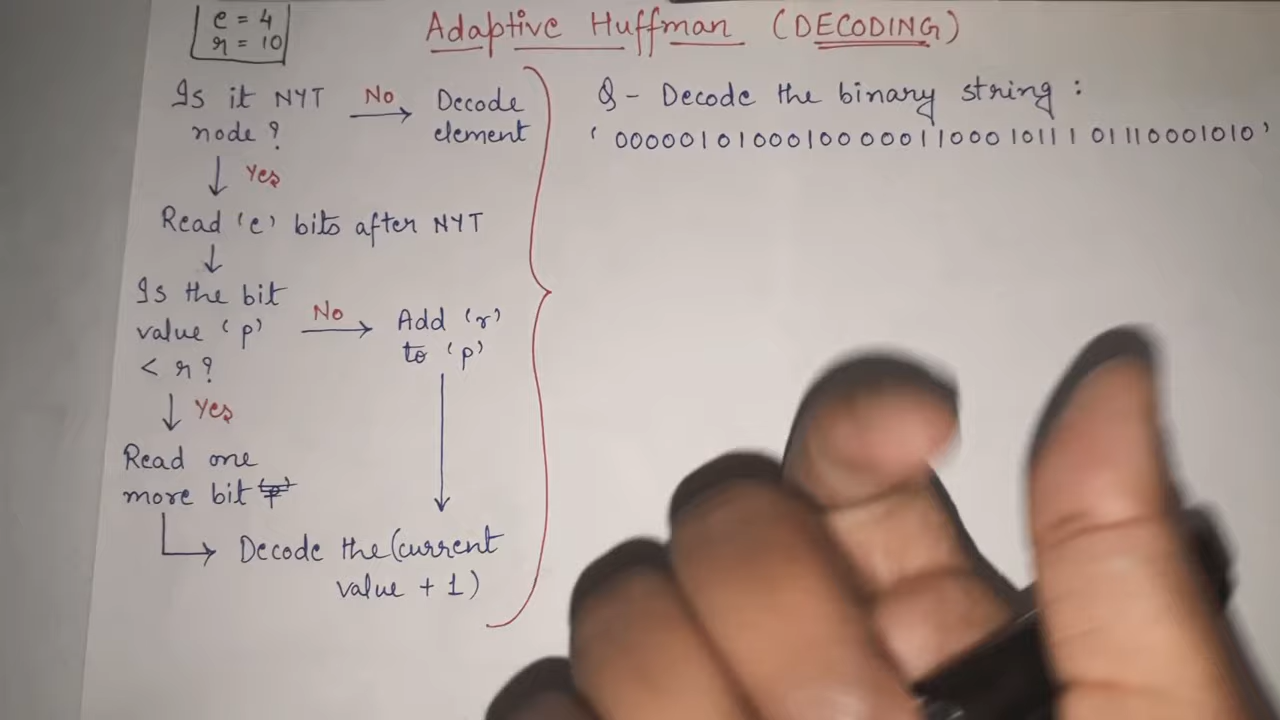 e = 4
r = 10
Adaptive Huffman (DECODING)
Is it NYT
node ?
No
Decode
element
Yes
Read 'e' bits after NYT
Is the bit
value 'p'
< r ?
No
Add 'r'
to 'p'
Yes
Read one
more bit
Decode the (current
value + 1)
Q - Decode the binary string :
' 00000101000100000110001011101110001010 '